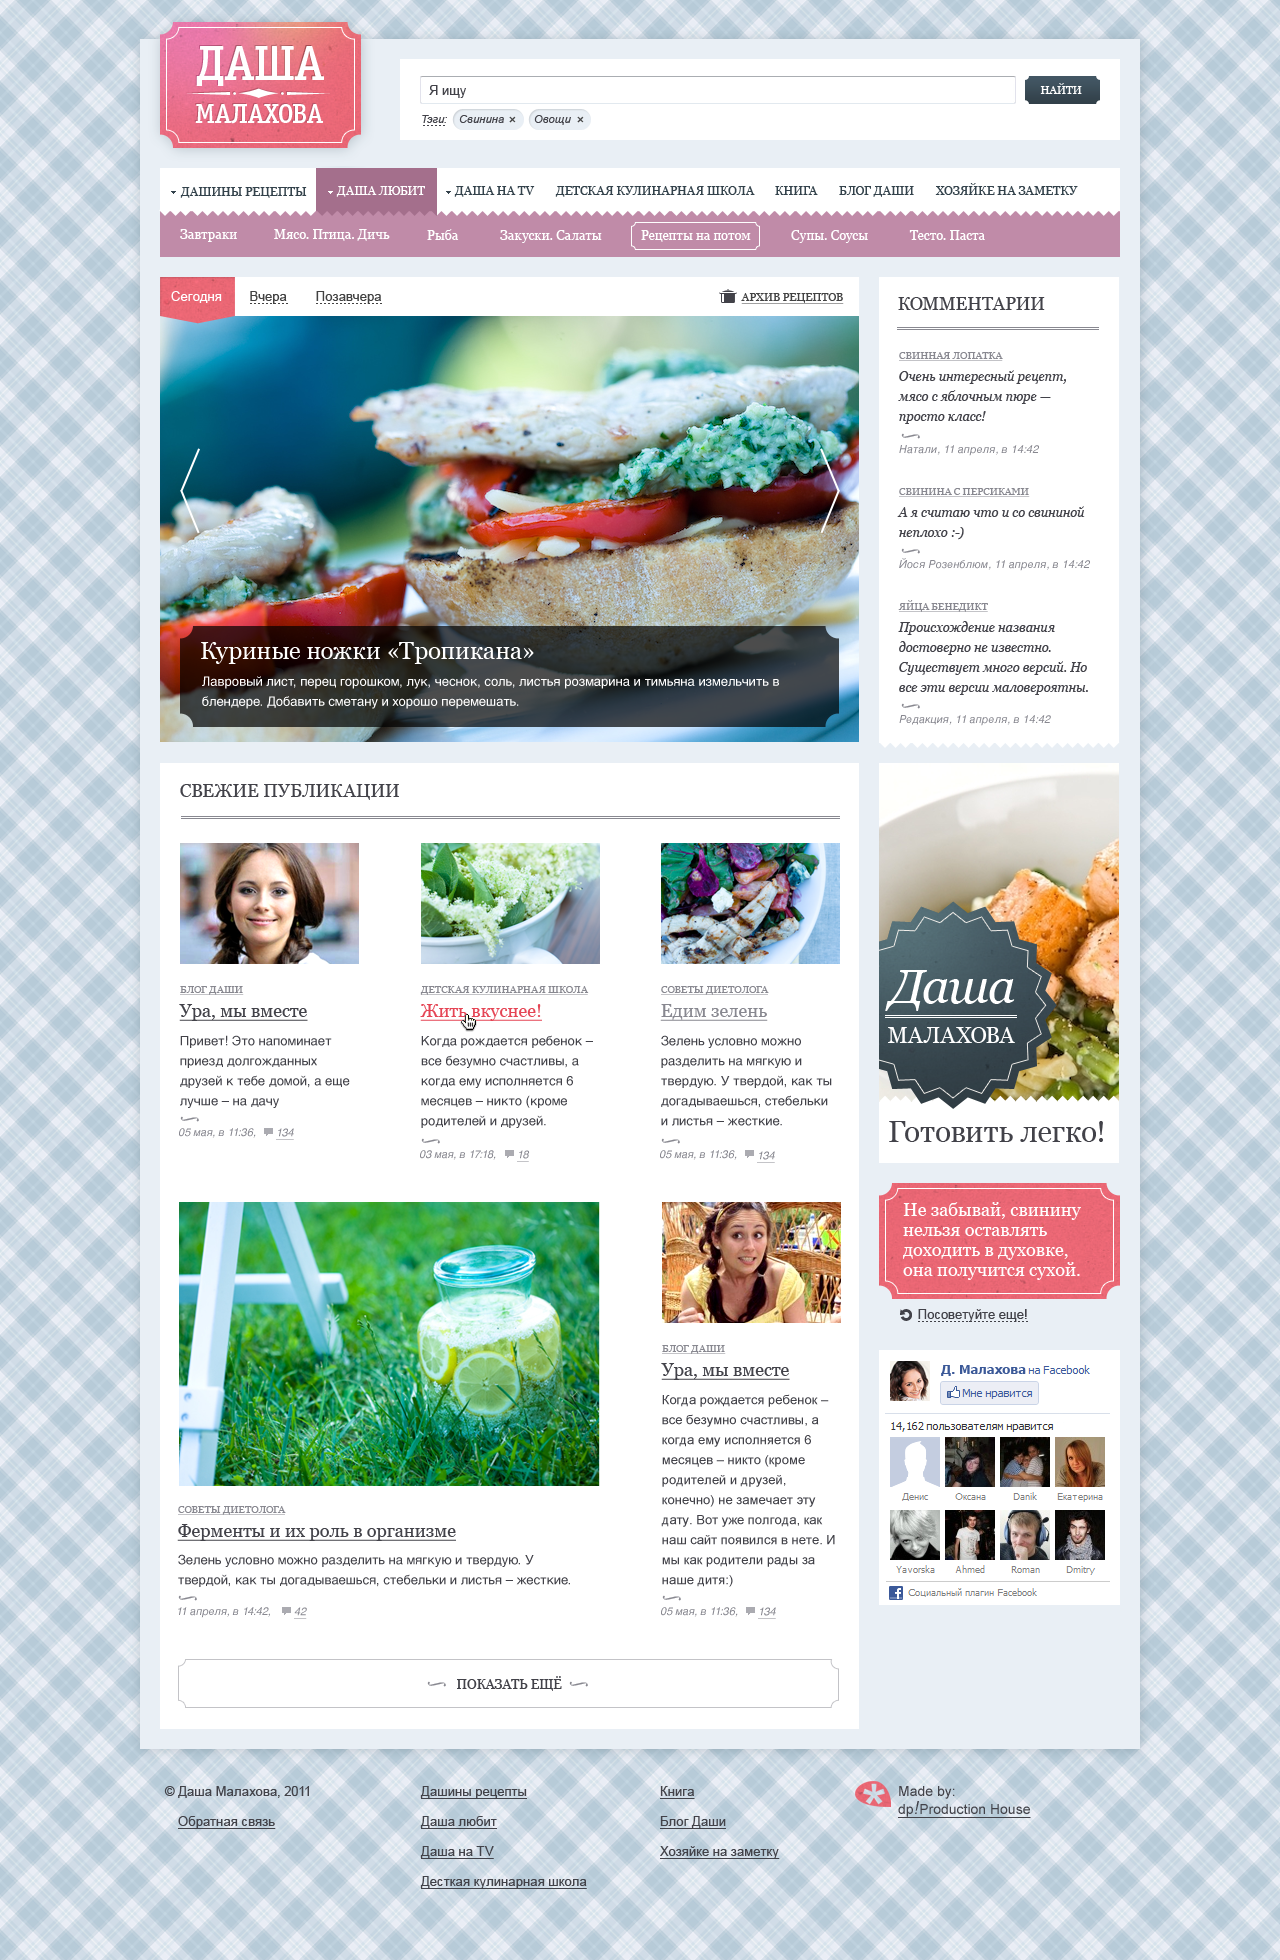 ДАША
МАЛАХОВА
Я ищу
НАЙТИ
Тэги: Свинина × Овощи ×
ДАШИНЫ РЕЦЕПТЫ ДАША ЛЮБИТ ДАША НА TV ДЕТСКАЯ КУЛИНАРНАЯ ШКОЛА КНИГА БЛОГ ДАШИ ХОЗЯЙКЕ НА ЗАМЕТКУ
Завтраки Мясо. Птица. Дичь Рыба Закуски. Салаты Рецепты на потом Супы. Соусы Тесто. Паста
Сегодня Вчера Позавчера АРХИВ РЕЦЕПТОВ
Куриные ножки «Тропикана»
Лавровый лист, перец горошком, лук, чеснок, соль, листья розмарина и тимьяна измельчить в
блендере. Добавить сметану и хорошо перемешать.
КОММЕНТАРИИ
СВИННАЯ ЛОПАТКА
Очень интересный рецепт,
мясо с яблочным пюре —
просто класс!
Натали, 11 апреля, в 14:42
СВИНИНА С ПЕРСИКАМИ
А я считаю что и со свининой
неплохо :-)
Йося Розенблюм, 11 апреля, в 14:42
ЯЙЦА БЕНЕДИКТ
Происхождение названия
достоверно не известно.
Существует много версий. Но
все эти версии маловероятны.
Редакция, 11 апреля, в 14:42
СВЕЖИЕ ПУБЛИКАЦИИ
БЛОГ ДАШИ
Ура, мы вместе
Привет! Это напоминает
приезд долгожданных
друзей к тебе домой, а еще
лучше – на дачу
05 мая, в 11:36, 134
ДЕТСКАЯ КУЛИНАРНАЯ ШКОЛА
Жить вкуснее!
Когда рождается ребенок –
все безумно счастливы, а
когда ему исполняется 6
месяцев – никто (кроме
родителей и друзей.
03 мая, в 17:18, 18
СОВЕТЫ ДИЕТОЛОГА
Едим зелень
Зелень условно можно
разделить на мягкую и
твердую. У твердой, как ты
догадываешься, стебельки
и листья – жесткие.
05 мая, в 11:36, 134
СОВЕТЫ ДИЕТОЛОГА
Ферменты и их роль в организме
Зелень условно можно разделить на мягкую и твердую. У
твердой, как ты догадываешься, стебельки и листья – жесткие.
11 апреля, в 14:42, 42
БЛОГ ДАШИ
Ура, мы вместе
Когда рождается ребенок –
все безумно счастливы, а
когда ему исполняется 6
месяцев – никто (кроме
родителей и друзей,
конечно) не замечает эту
дату. Вот уже полгода, как
наш сайт появился в нете. И
мы как родители рады за
наше дитя:)
05 мая, в 11:36, 134
ПОКАЗАТЬ ЕЩЁ
Даша
МАЛАХОВА
Готовить легко!
Не забывай, свинину
нельзя оставлять
доходить в духовке,
она получится сухой.
Посоветуйте еще!
Д. Малахова на Facebook
Мне нравится
14,162 пользователям нравится
Денис Оксана Danik Екатерина
Yavorska Ahmed Roman Dmitry
Социальный плагин Facebook
© Даша Малахова, 2011
Обратная связь
Дашины рецепты
Даша любит
Даша на TV
Десткая кулинарная школа
Книга
Блог Даши
Хозяйке на заметку
Made by:
dp!Production House